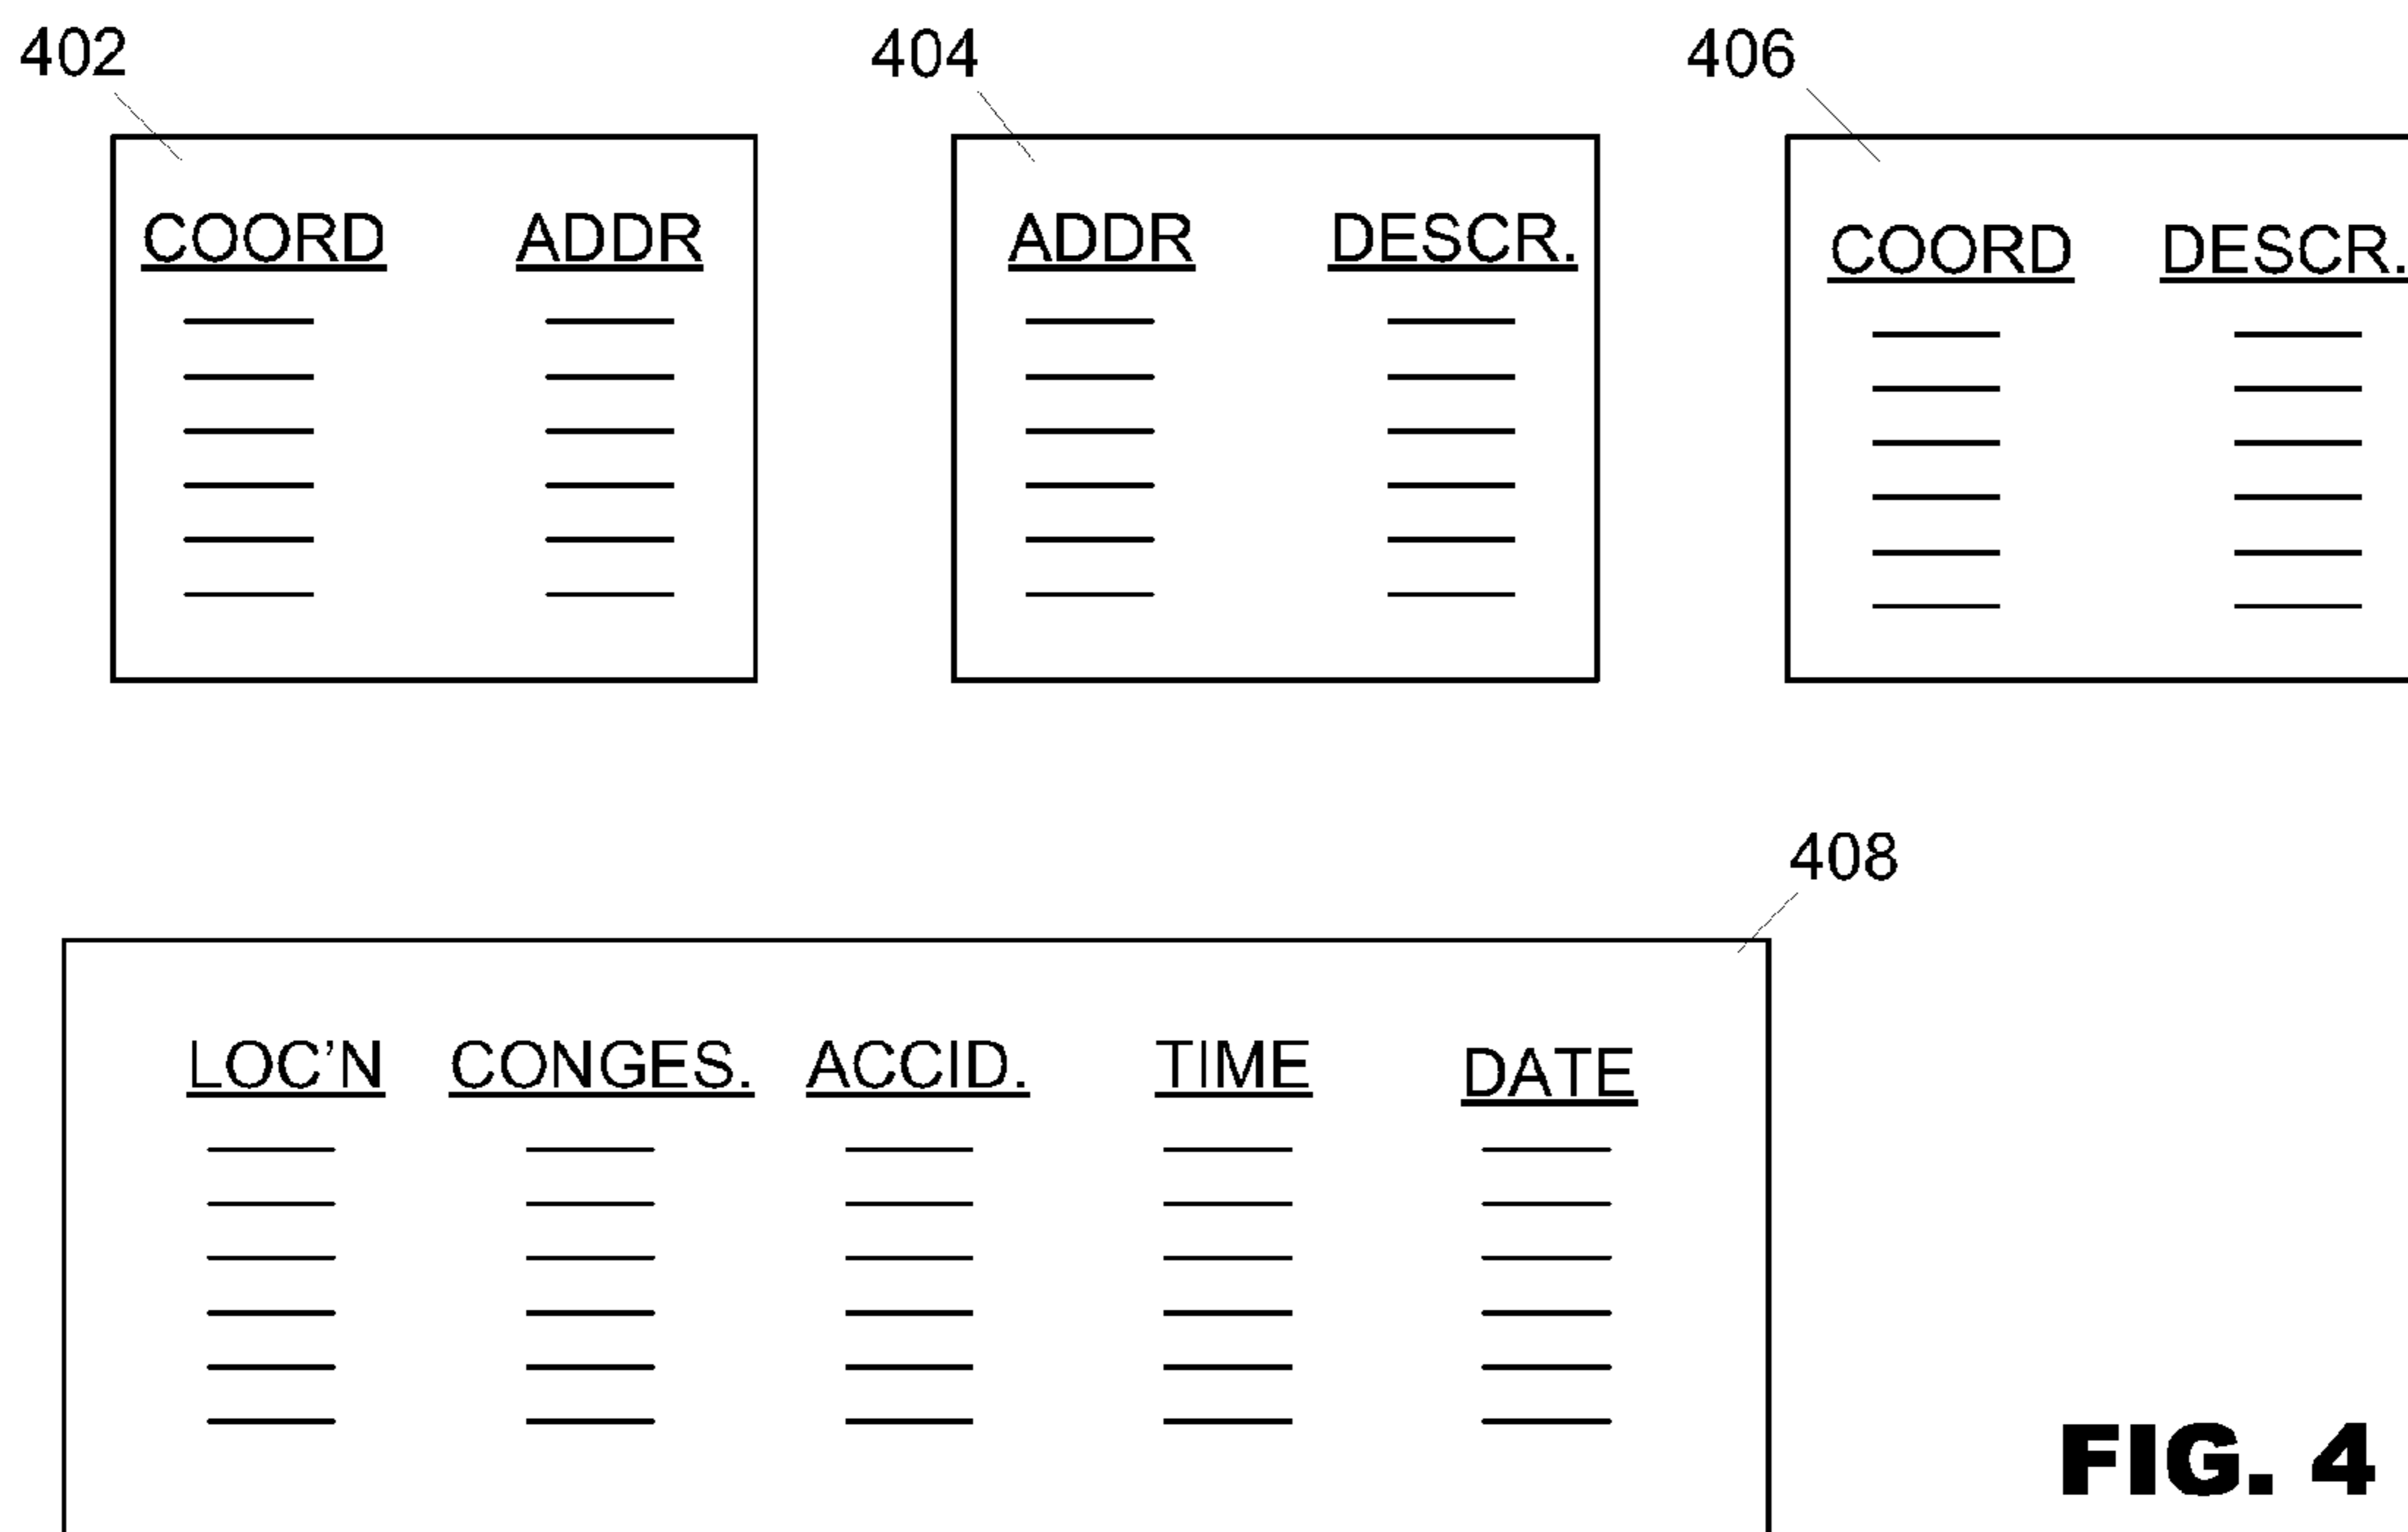 402 404 406
COORD ADDR ADDR DESCR. COORD DESCR.
408
LOC'N CONGES. ACCID. TIME DATE
FIG. 4